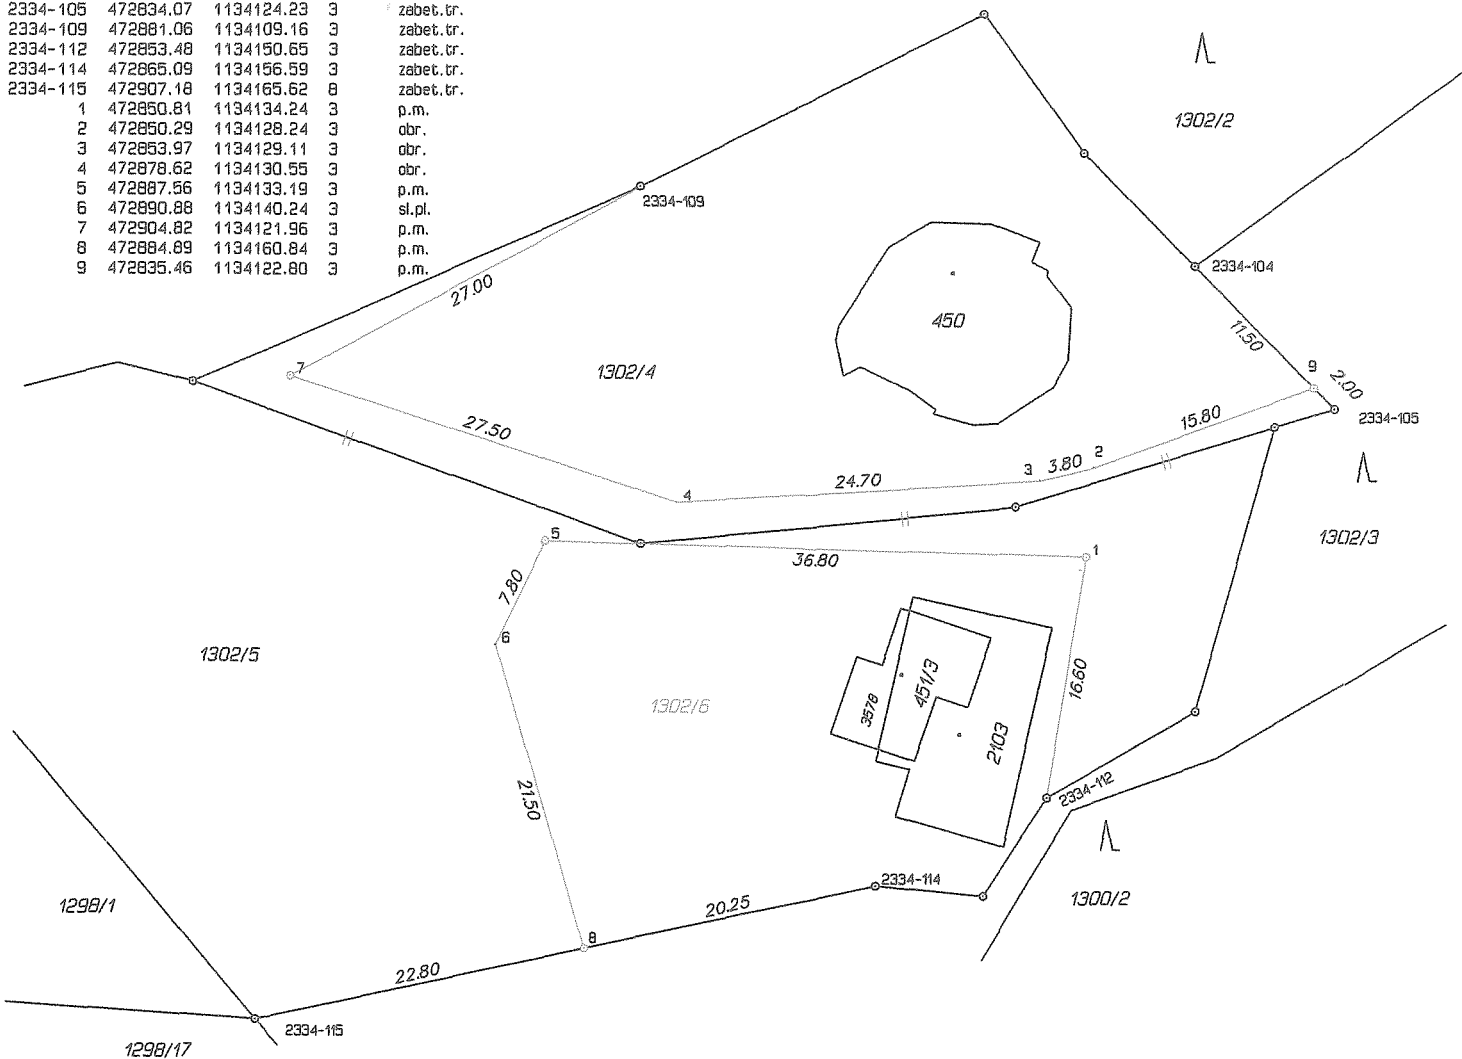 2334-105 472834.07 1134124.23 3 zabet.tr.
2334-109 472881.06 1134109.16 3 zabet.tr.
2334-112 472853.48 1134150.65 3 zabet.tr.
2334-114 472865.09 1134156.59 3 zabet.tr.
2334-115 472907.18 1134165.62 8 zabet.tr.
1 472850.81 1134134.24 3 p.m.
2 472850.29 1134128.24 3 obr.
3 472853.97 1134129.11 3 obr.
4 472878.62 1134130.55 3 obr.
5 472887.56 1134133.19 3 p.m.
6 472890.88 1134140.24 3 sl.pl.
7 472904.82 1134121.96 3 p.m.
8 472884.89 1134160.84 3 p.m.
9 472835.46 1134122.80 3 p.m.
1302/2
2334-109
2334-104
27.00
450
11.50
7
1302/4
9
2.00
15.80
2334-105
27.50
3
3.80
2
24.70
4
5
1302/3
1
36.80
7.80
6
1302/5
451/3
16.60
1302/6
3578
2103
21.50
2334-112
2334-114
1298/1
20.25
1300/2
8
22.80
2334-115
1298/17